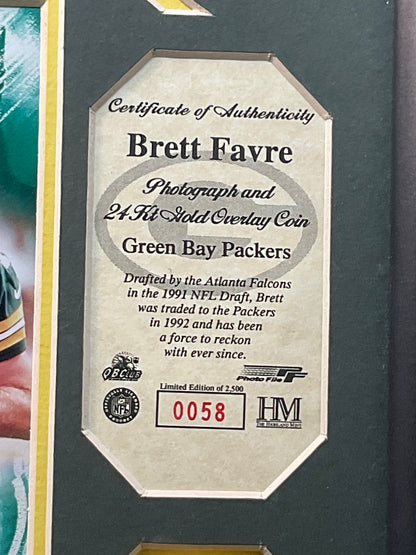 Certificate of Authenticity
Brett Favre
Photograph and
24Kt Gold Overlay Coin
Green Bay Packers
Drafted by the Atlanta Falcons
in the 1991 NFL Draft, Brett
was traded to the Packers
in 1992 and has been
a force to reckon
with ever since.
QB CLUB
Photo File PF
Limited Edition of 2,500
NFL
0058
HM
The Highland Mint